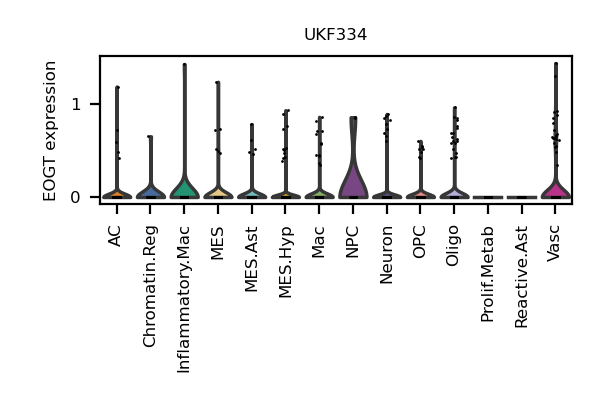 UKF334
EOGT expression
1
0
AC
Chromatin.Reg
Inflammatory.Mac
MES
MES.Ast
MES.Hyp
Mac
NPC
Neuron
OPC
Oligo
Prolif.Metab
Reactive.Ast
Vasc